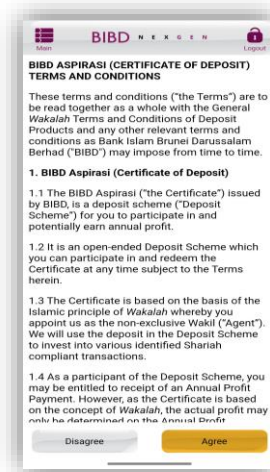 BIBD NEXGEN
Main
Logout
BIBD ASPIRASI (CERTIFICATE OF DEPOSIT)
TERMS AND CONDITIONS
These terms and conditions ("the Terms") are to
be read together as a whole with the General
Wakalah Terms and Conditions of Deposit
Products and any other relevant terms and
conditions as Bank Islam Brunei Darussalam
Berhad ("BIBD") may impose from time to time.
1. BIBD Aspirasi (Certificate of Deposit)
1.1 The BIBD Aspirasi ("the Certificate") issued
by BIBD, is a deposit scheme ("Deposit
Scheme") for you to participate in and
potentially earn annual profit.
1.2 It is an open-ended Deposit Scheme which
you can participate in and redeem the
Certificate at any time subject to the Terms
herein.
1.3 The Certificate is based on the basis of the
Islamic principle of Wakalah whereby you
appoint us as the non-exclusive Wakil ("Agent").
We will use the deposit in the Deposit Scheme
to invest into various identified Shariah
compliant transactions.
1.4 As a participant of the Deposit Scheme, you
may be entitled to receipt of an Annual Profit
Payment. However, as the Certificate is based
on the concept of Wakalah, the actual profit may
only be determined on the Annual Profit
Disagree
Agree